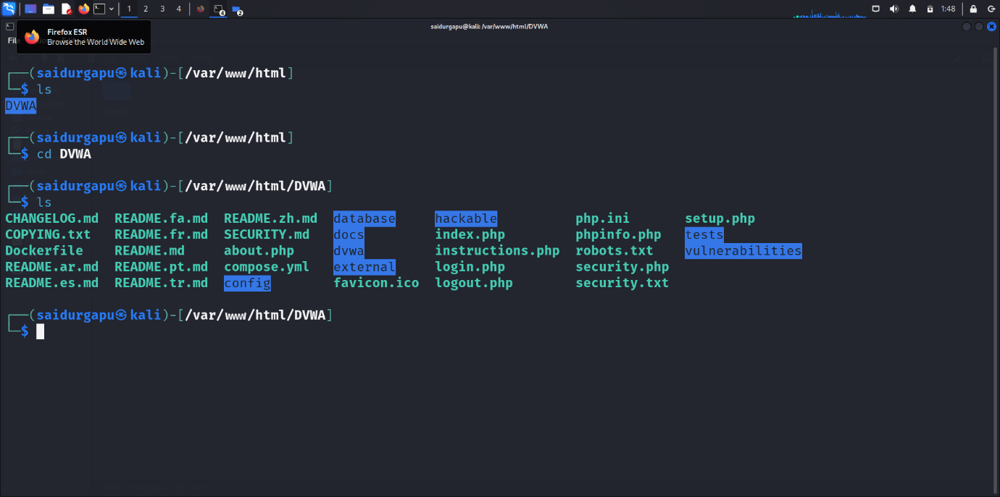 1 2 3 4 4 2 1:48
saidurgapu@kali: /var/www/html/DVWA
Firefox ESR
Browse the World Wide Web
File
┌──(saidurgapu㉿kali)-[/var/www/html]
└─$ ls
DVWA
┌──(saidurgapu㉿kali)-[/var/www/html]
└─$ cd DVWA
┌──(saidurgapu㉿kali)-[/var/www/html/DVWA]
└─$ ls
CHANGELOG.md README.fa.md README.zh.md database hackable php.ini setup.php
COPYING.txt README.fr.md SECURITY.md docs index.php phpinfo.php tests
Dockerfile README.md about.php dvwa instructions.php robots.txt vulnerabilities
README.ar.md README.pt.md compose.yml external login.php security.php
README.es.md README.tr.md config favicon.ico logout.php security.txt
┌──(saidurgapu㉿kali)-[/var/www/html/DVWA]
└─$